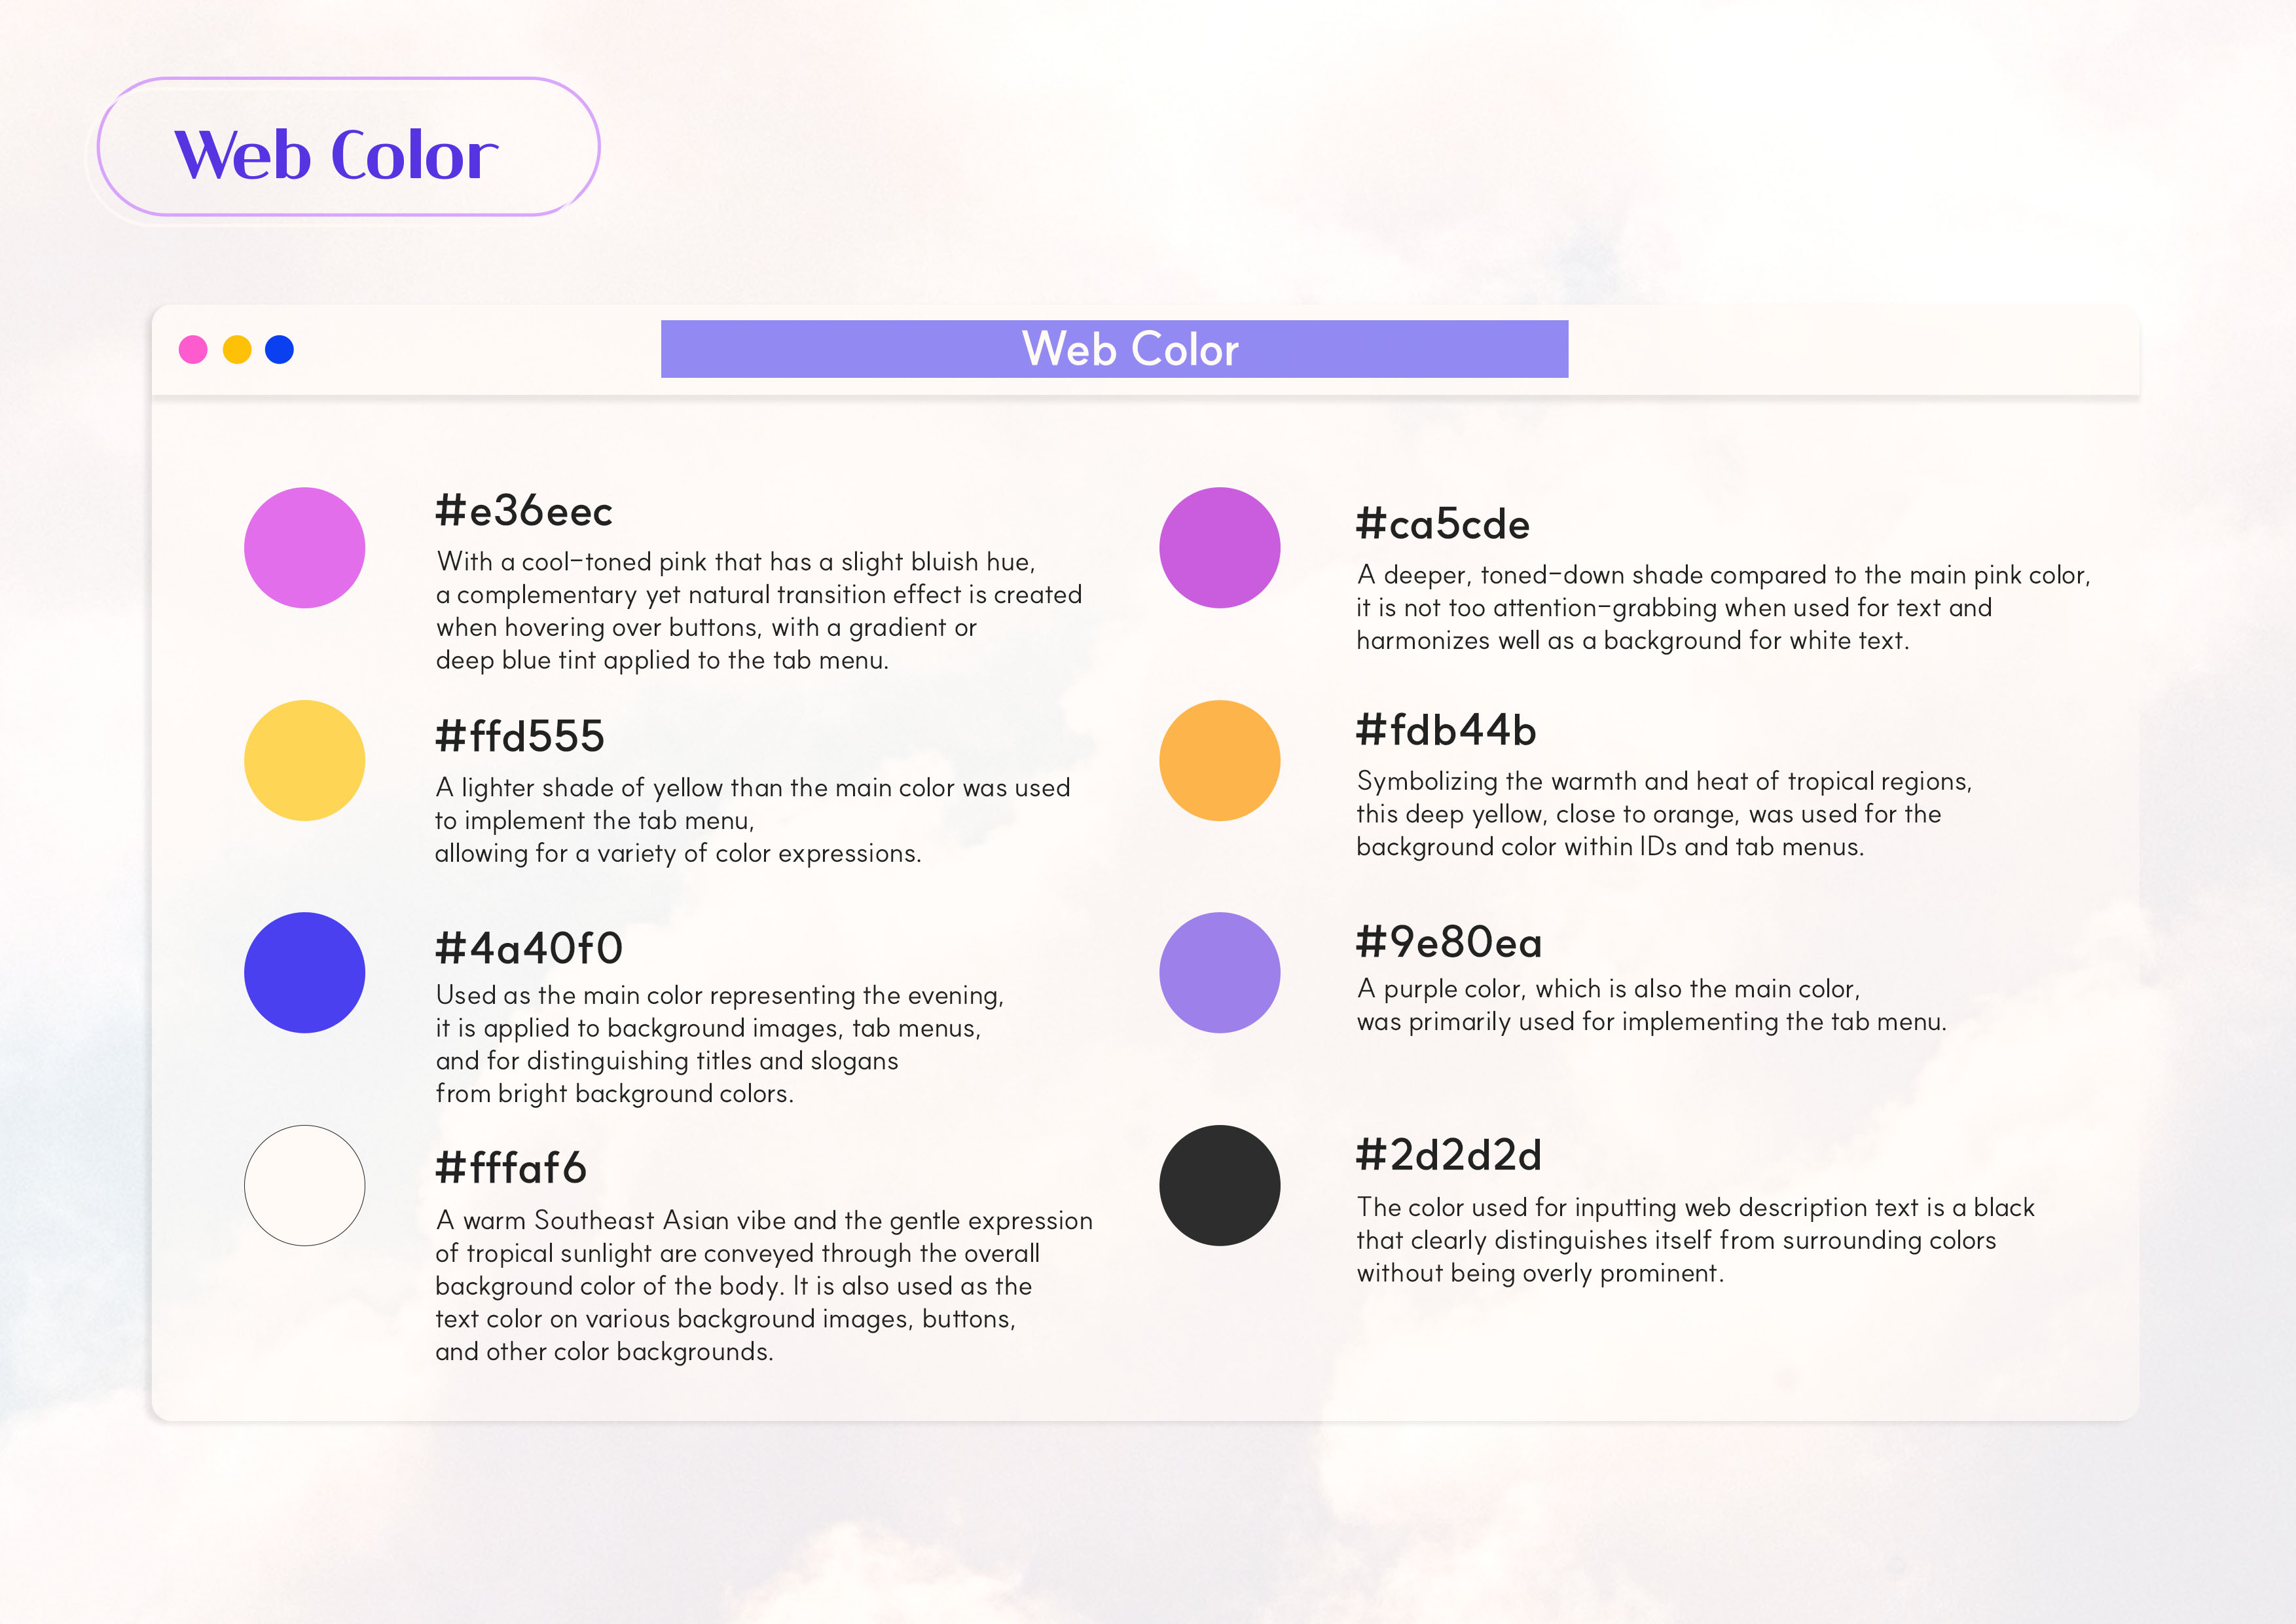 Web Color
Web Color
#e36eec
With a cool-toned pink that has a slight bluish hue,
a complementary yet natural transition effect is created
when hovering over buttons, with a gradient or
deep blue tint applied to the tab menu.
#ca5cde
A deeper, toned-down shade compared to the main pink color,
it is not too attention-grabbing when used for text and
harmonizes well as a background for white text.
#ffd555
A lighter shade of yellow than the main color was used
to implement the tab menu,
allowing for a variety of color expressions.
#fdb44b
Symbolizing the warmth and heat of tropical regions,
this deep yellow, close to orange, was used for the
background color within IDs and tab menus.
#4a40f0
Used as the main color representing the evening,
it is applied to background images, tab menus,
and for distinguishing titles and slogans
from bright background colors.
#9e80ea
A purple color, which is also the main color,
was primarily used for implementing the tab menu.
#fffaf6
A warm Southeast Asian vibe and the gentle expression
of tropical sunlight are conveyed through the overall
background color of the body. It is also used as the
text color on various background images, buttons,
and other color backgrounds.
#2d2d2d
The color used for inputting web description text is a black
that clearly distinguishes itself from surrounding colors
without being overly prominent.